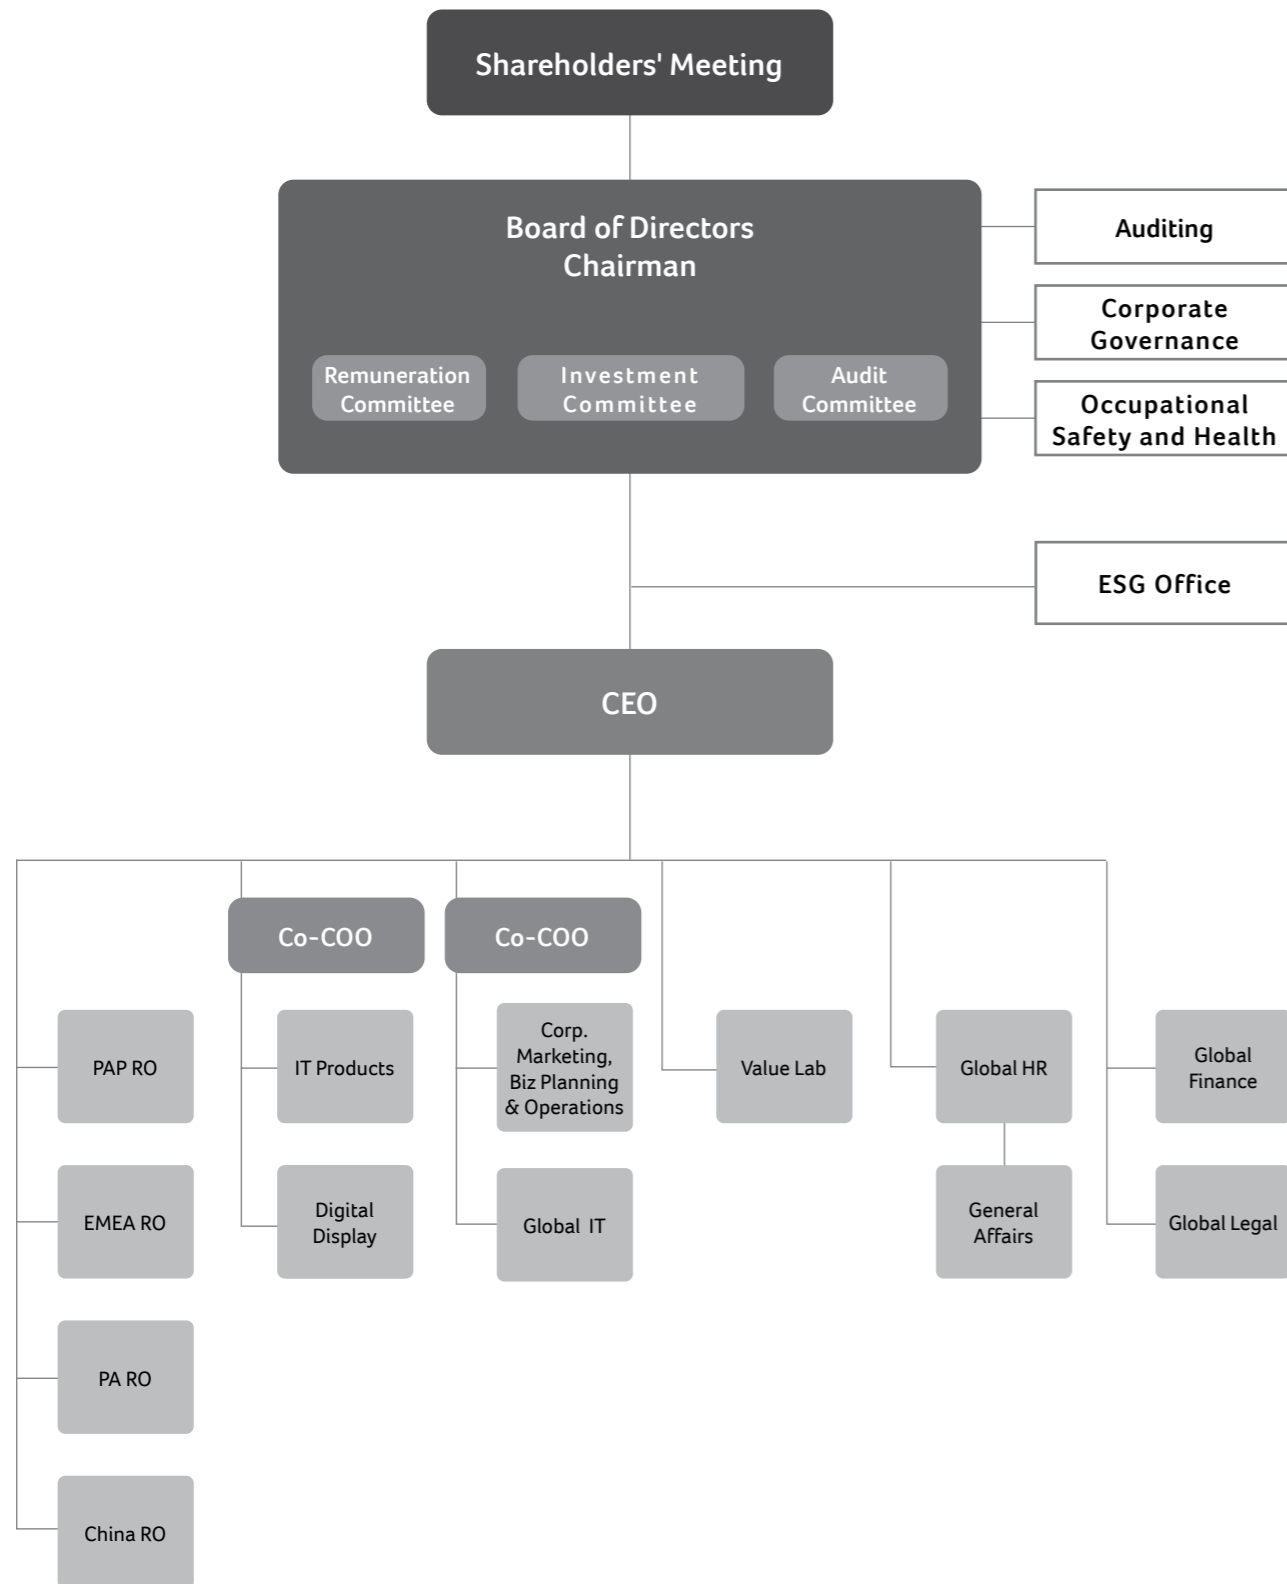 Shareholders' Meeting
Board of Directors
Chairman
Remuneration
Committee
Investment
Committee
Audit
Committee
Auditing
Corporate
Governance
Occupational
Safety and Health
ESG Office
CEO
Co-COO
Co-COO
PAP RO
EMEA RO
PA RO
China RO
IT Products
Digital
Display
Corp.
Marketing,
Biz Planning
& Operations
Global IT
Value Lab
Global HR
General
Affairs
Global
Finance
Global Legal